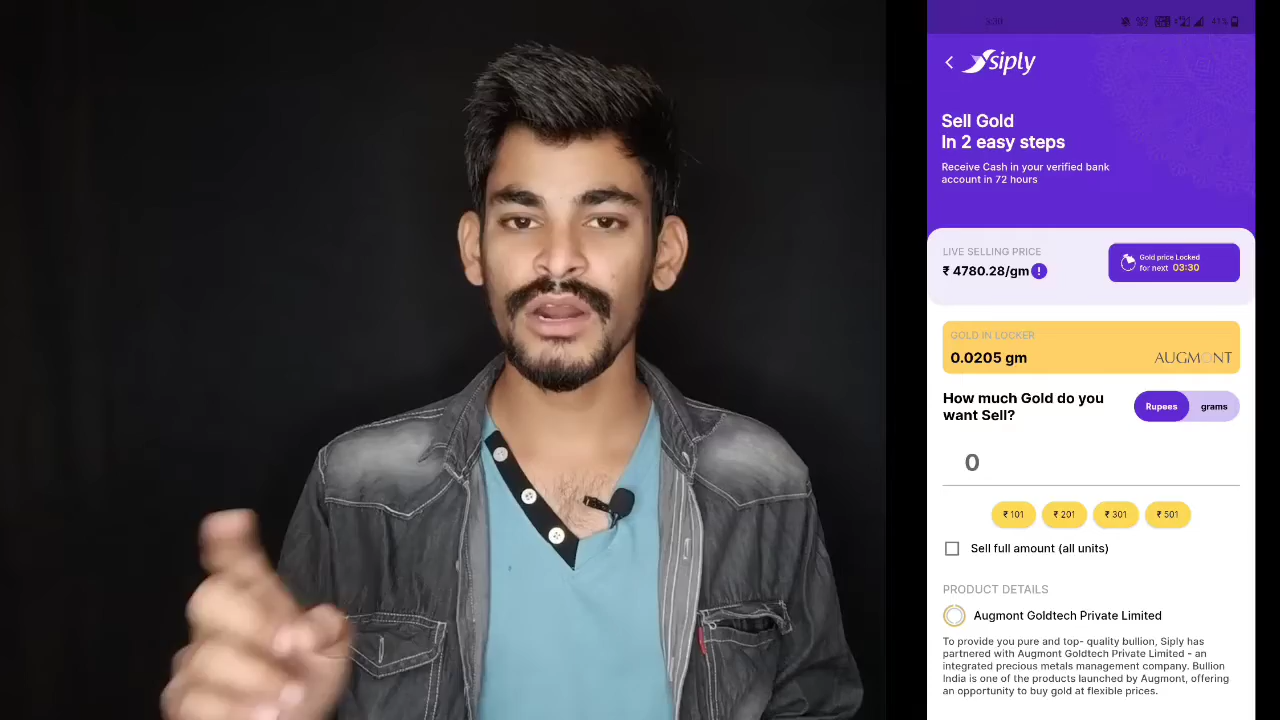 41%
siply
Sell Gold
In 2 easy steps
Receive Cash in your verified bank
account in 72 hours
LIVE SELLING PRICE
₹ 4780.28/gm !
Gold price Locked
for next 03:30
GOLD IN LOCKER
0.0205 gm
AUGMONT
How much Gold do you
want Sell?
Rupees grams
0
₹ 101 ₹ 201 ₹ 301 ₹ 501
Sell full amount (all units)
PRODUCT DETAILS
Augmont Goldtech Private Limited
To provide you pure and top- quality bullion, Siply has
partnered with Augmont Goldtech Private Limited - an
integrated precious metals management company. Bullion
India is one of the products launched by Augmont, offering
an opportunity to buy gold at flexible prices.